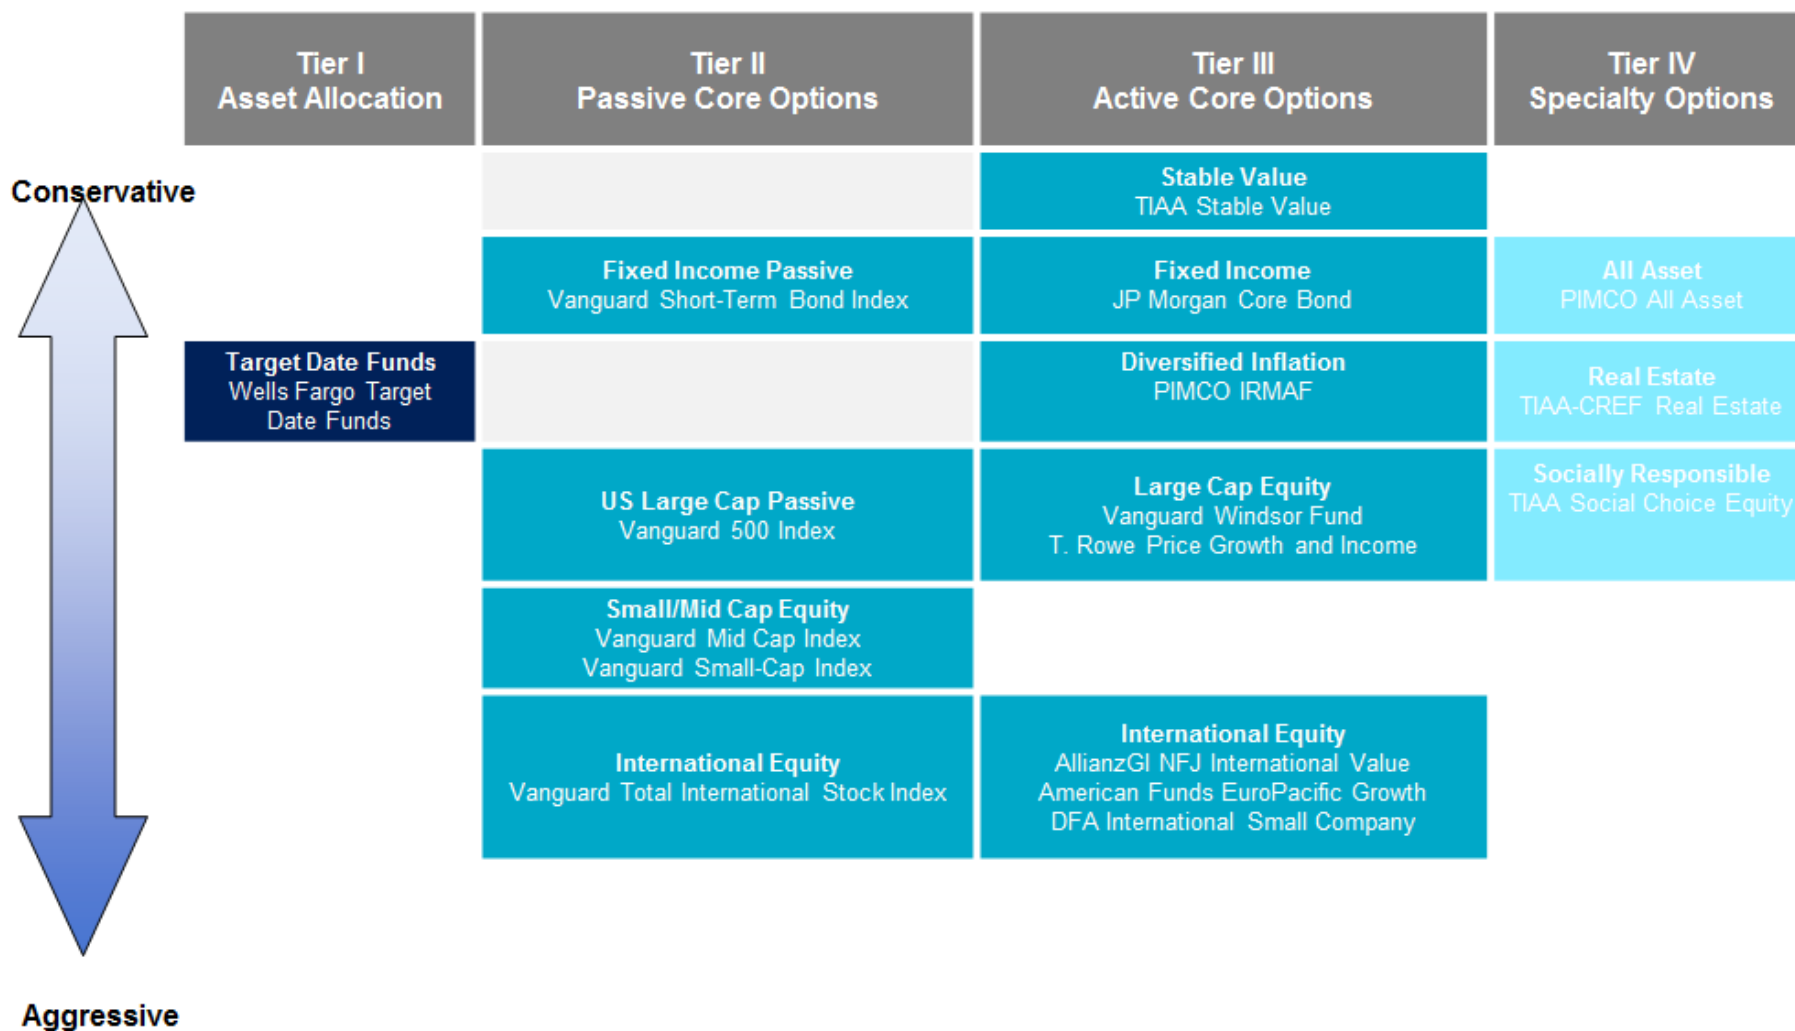 Tier I
Asset Allocation
Tier II
Passive Core Options
Tier III
Active Core Options
Tier IV
Specialty Options
Conservative
Stable Value
TIAA Stable Value
Fixed Income Passive
Vanguard Short-Term Bond Index
Fixed Income
JP Morgan Core Bond
All Asset
PIMCO All Asset
Target Date Funds
Wells Fargo Target
Date Funds
Diversified Inflation
PIMCO IRMAF
Real Estate
TIAA-CREF Real Estate
US Large Cap Passive
Vanguard 500 Index
Large Cap Equity
Vanguard Windsor Fund
T. Rowe Price Growth and Income
Socially Responsible
TIAA Social Choice Equity
Small/Mid Cap Equity
Vanguard Mid Cap Index
Vanguard Small-Cap Index
International Equity
Vanguard Total International Stock Index
International Equity
AllianzGI NFJ International Value
American Funds EuroPacific Growth
DFA International Small Company
Aggressive